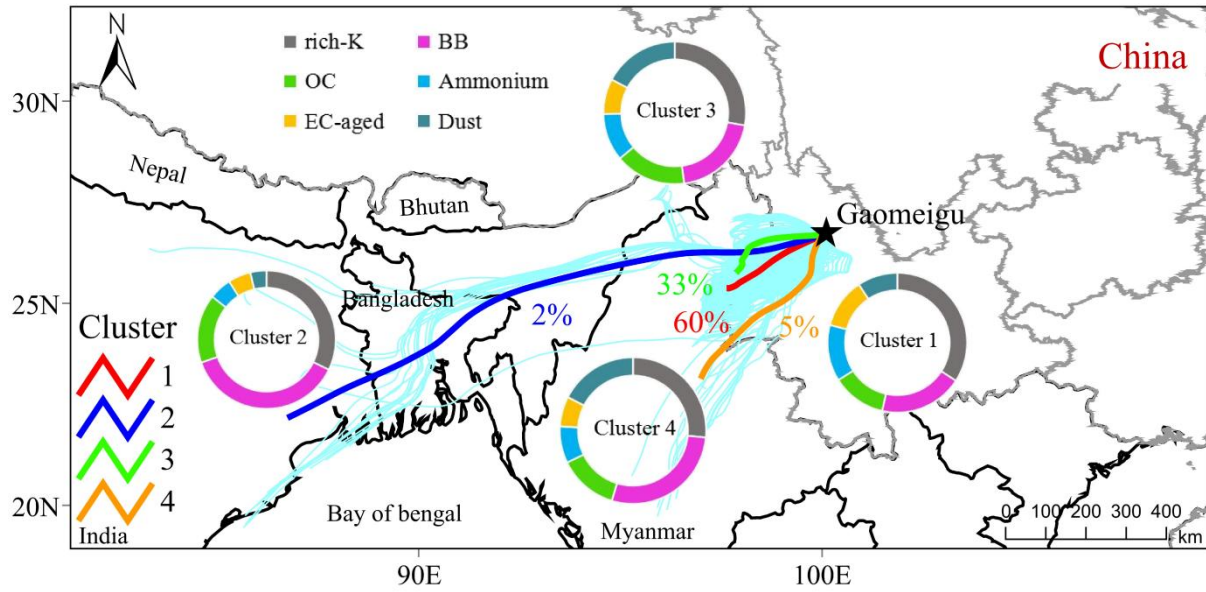 N
rich-K
BB
OC
Ammonium
EC-aged
Dust
Cluster 3
China
30N
Nepal
Bhutan
Gaomeigu
25N
Bangladesh
33%
2%
60%
5%
Cluster 2
Cluster 1
Cluster 4
Cluster
1
2
3
4
20N
India
Bay of bengal
Myanmar
0 100 200 300 400
km
90E
100E